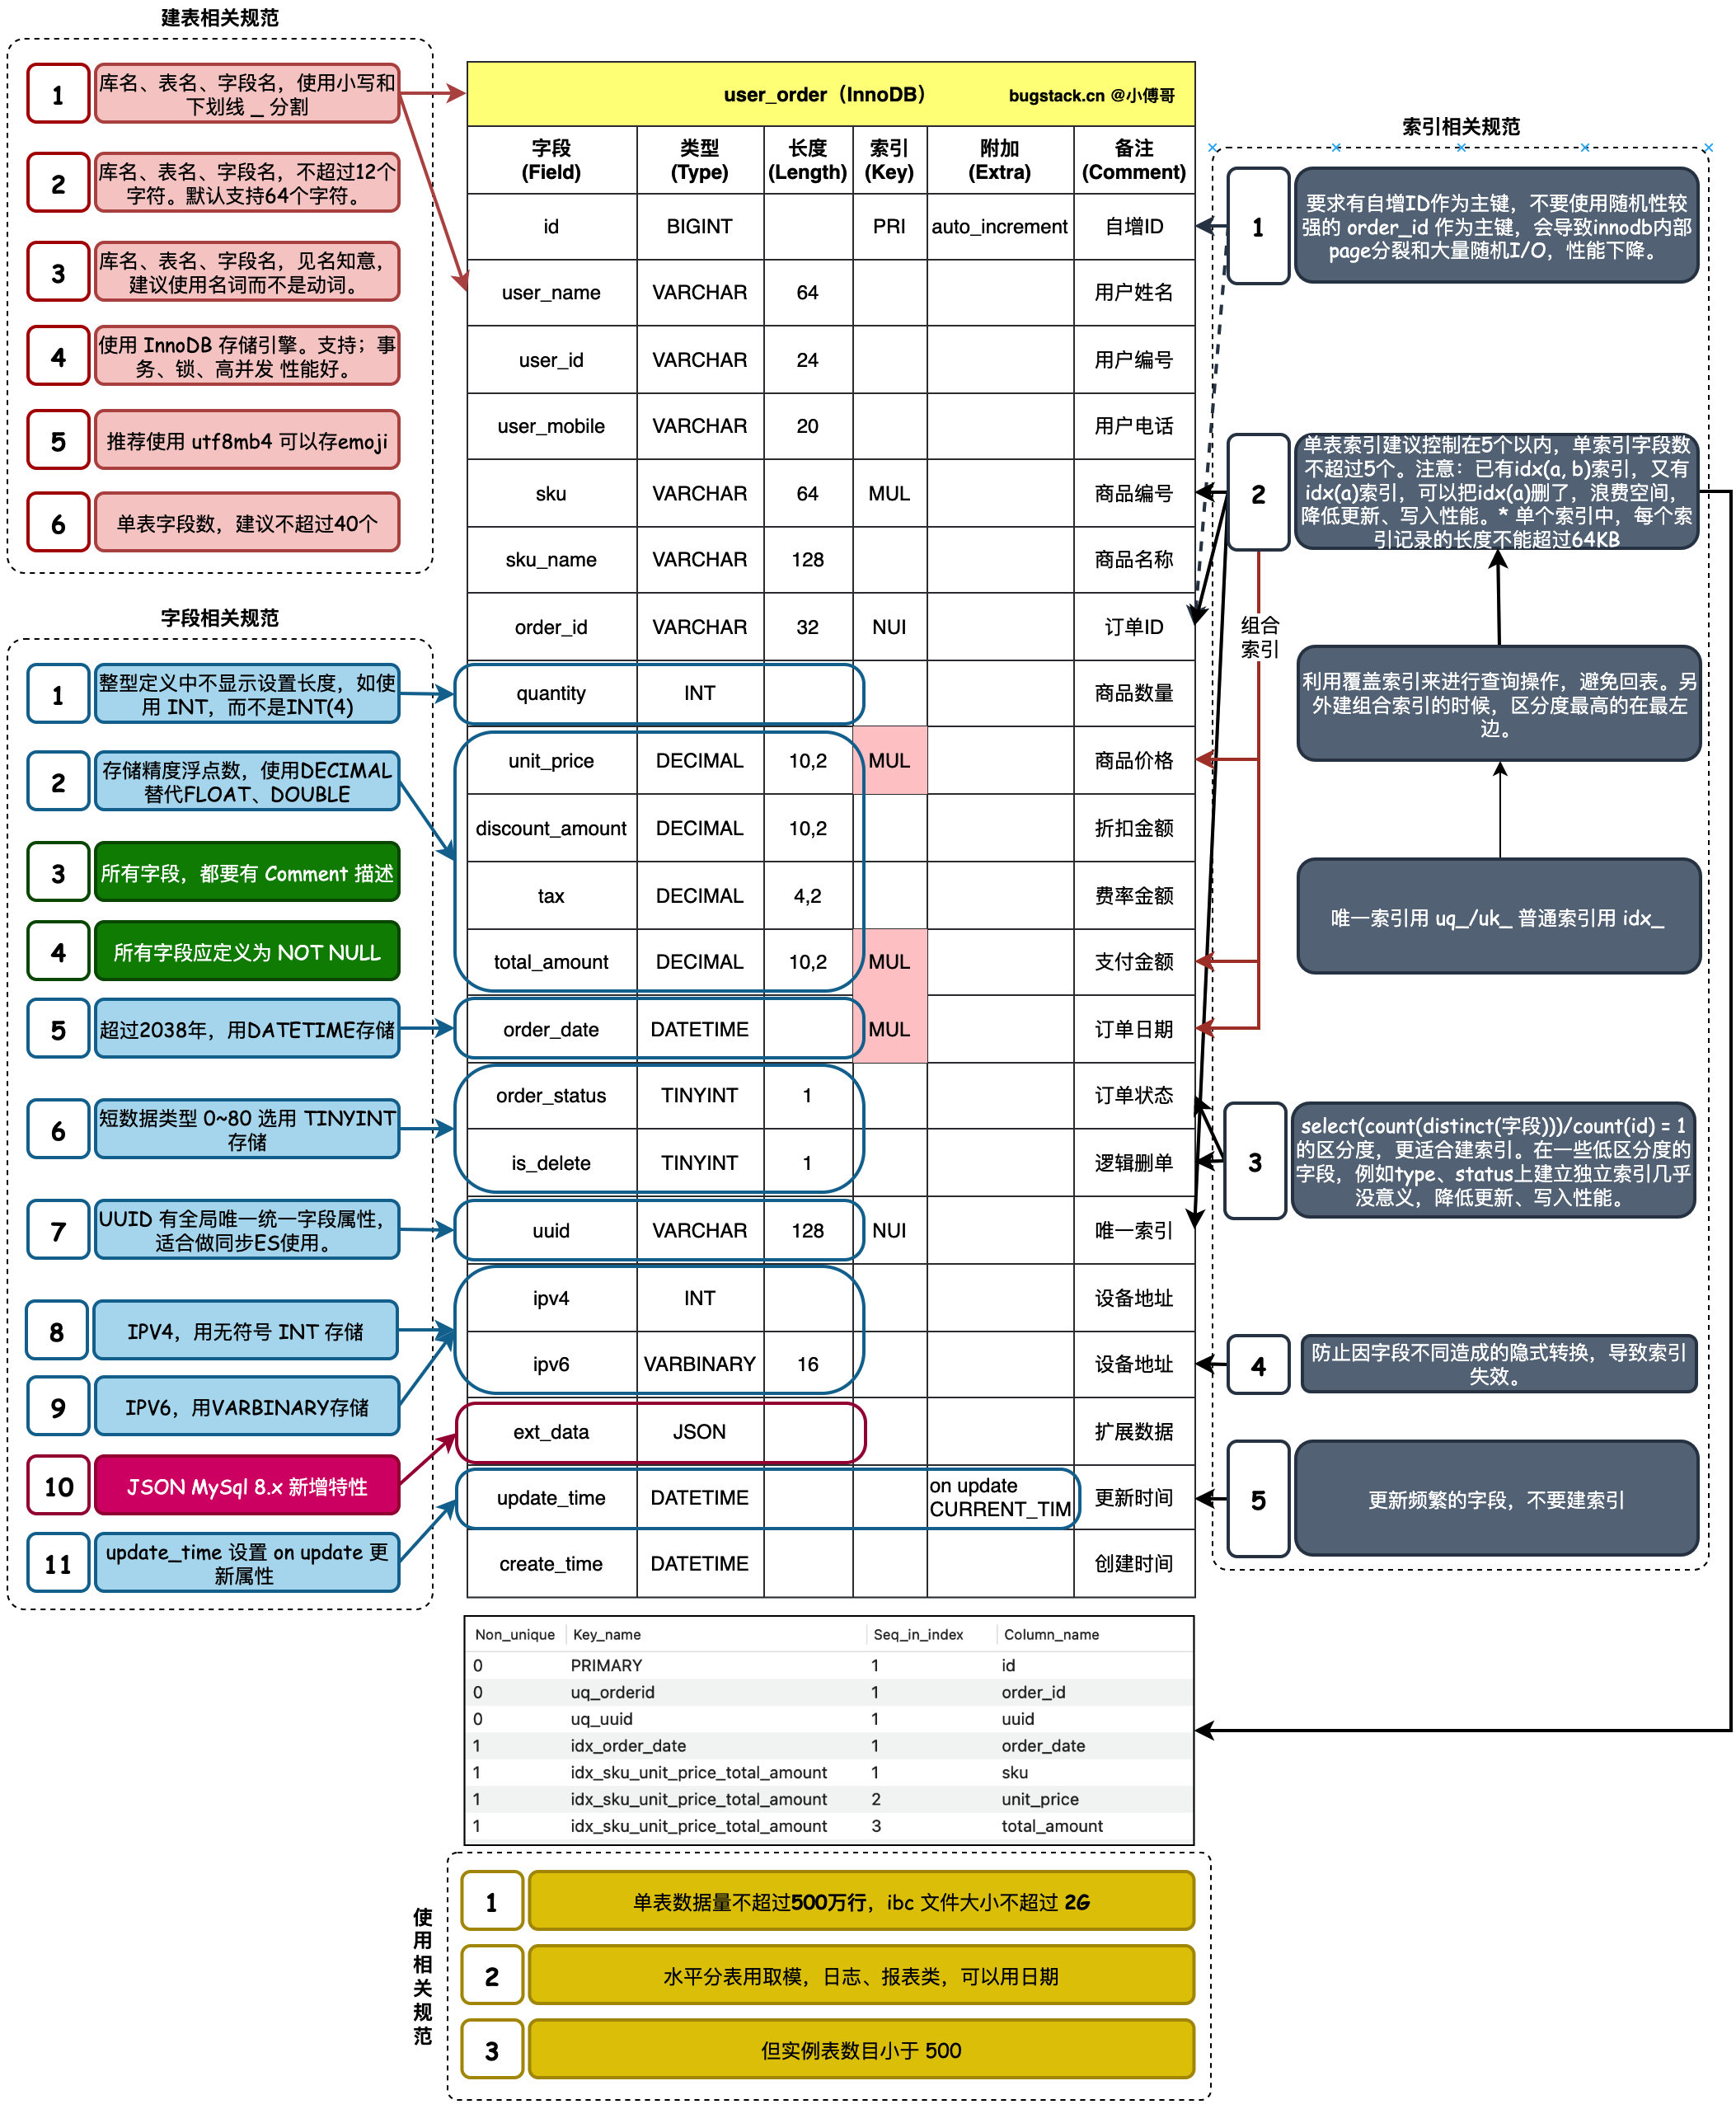 建表相关规范
1
库名、表名、字段名，使用小写和
下划线 _ 分割
2
库名、表名、字段名，不超过12个
字符。默认支持64个字符。
3
库名、表名、字段名，见名知意，
建议使用名词而不是动词。
4
使用 InnoDB 存储引擎。支持；事
务、锁、高并发 性能好。
5
推荐使用 utf8mb4 可以存emoji
6
单表字段数，建议不超过40个
字段相关规范
1
整型定义中不显示设置长度，如使
用 INT，而不是INT(4)
2
存储精度浮点数，使用DECIMAL
替代FLOAT、DOUBLE
3
所有字段，都要有 Comment 描述
4
所有字段应定义为 NOT NULL
5
超过2038年，用DATETIME存储
6
短数据类型 0~80 选用 TINYINT
存储
7
UUID 有全局唯一统一字段属性，
适合做同步ES使用。
8
IPV4，用无符号 INT 存储
9
IPV6，用VARBINARY存储
10
JSON MySql 8.x 新增特性
11
update_time 设置 on update 更
新属性
user_order（InnoDB） bugstack.cn @小傅哥
字段 类型 长度 索引 附加 备注
(Field) (Type) (Length) (Key) (Extra) (Comment)
id BIGINT PRI auto_increment 自增ID
user_name VARCHAR 64 用户姓名
user_id VARCHAR 24 用户编号
user_mobile VARCHAR 20 用户电话
sku VARCHAR 64 MUL 商品编号
sku_name VARCHAR 128 商品名称
order_id VARCHAR 32 NUI 订单ID
quantity INT 商品数量
unit_price DECIMAL 10,2 MUL 商品价格
discount_amount DECIMAL 10,2 折扣金额
tax DECIMAL 4,2 费率金额
total_amount DECIMAL 10,2 MUL 支付金额
order_date DATETIME MUL 订单日期
order_status TINYINT 1 订单状态
is_delete TINYINT 1 逻辑删单
uuid VARCHAR 128 NUI 唯一索引
ipv4 INT 设备地址
ipv6 VARBINARY 16 设备地址
ext_data JSON 扩展数据
update_time DATETIME on update CURRENT_TIM 更新时间
create_time DATETIME 创建时间
索引相关规范
1
要求有自增ID作为主键，不要使用随机性较
强的 order_id 作为主键，会导致innodb内部
page分裂和大量随机I/O，性能下降。
2
单表索引建议控制在5个以内，单索引字段数
不超过5个。注意：已有idx(a, b)索引，又有
idx(a)索引，可以把idx(a)删了，浪费空间，
降低更新、写入性能。* 单个索引中，每个索
引记录的长度不能超过64KB
组合
索引
利用覆盖索引来进行查询操作，避免回表。另
外建组合索引的时候，区分度最高的在最左
边。
唯一索引用 uq_/uk_ 普通索引用 idx_
3
select(count(distinct(字段)))/count(id) = 1
的区分度，更适合建索引。在一些低区分度的
字段，例如type、status上建立独立索引几乎
没意义，降低更新、写入性能。
4
防止因字段不同造成的隐式转换，导致索引
失效。
5
更新频繁的字段，不要建索引
Non_unique Key_name Seq_in_index Column_name
0 PRIMARY 1 id
0 uq_orderid 1 order_id
0 uq_uuid 1 uuid
1 idx_order_date 1 order_date
1 idx_sku_unit_price_total_amount 1 sku
1 idx_sku_unit_price_total_amount 2 unit_price
1 idx_sku_unit_price_total_amount 3 total_amount
使用相关规范
1
单表数据量不超过500万行，ibc 文件大小不超过 2G
2
水平分表用取模，日志、报表类，可以用日期
3
但实例表数目小于 500